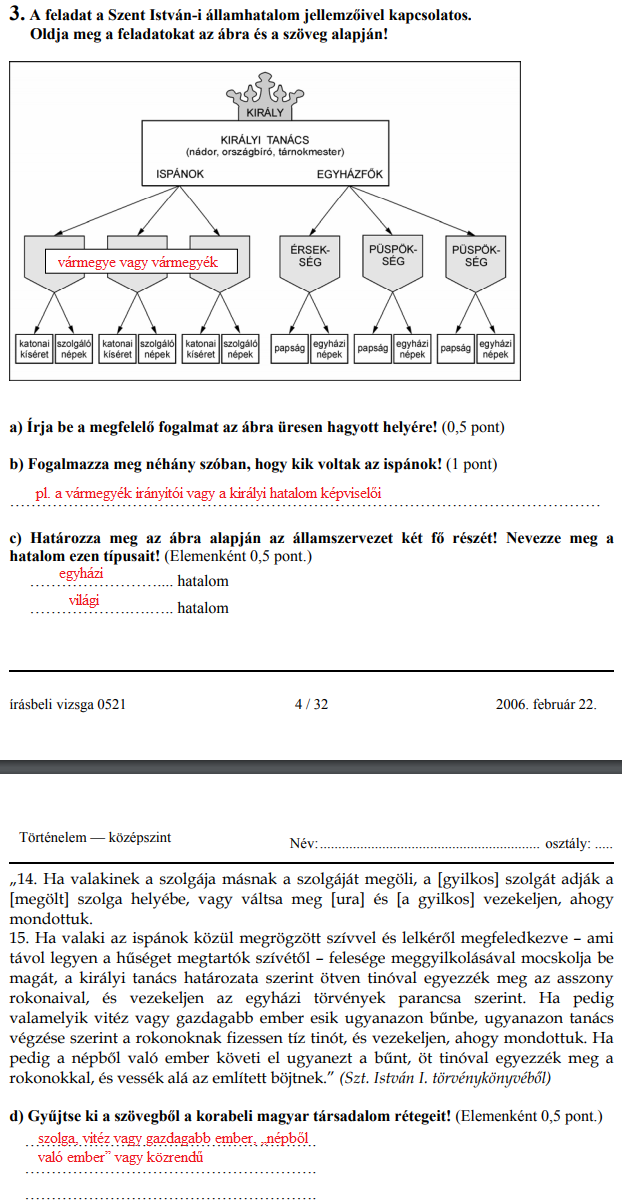 3. A feladat a Szent István-i államhatalom jellemzőivel kapcsolatos.
Oldja meg a feladatokat az ábra és a szöveg alapján!
KIRÁLY
KIRÁLYI TANÁCS
(nádor, országbíró, tárnokmester)
ISPÁNOK EGYHÁZFŐK
vármegye vagy vármegyék
ÉRSEK-
SÉG
PÜSPÖK-
SÉG
PÜSPÖK-
SÉG
katonai
kíséret
szolgáló
népek
katonai
kíséret
szolgáló
népek
katonai
kíséret
szolgáló
népek
papság
egyházi
népek
papság
egyházi
népek
papság
egyházi
népek
a) Írja be a megfelelő fogalmat az ábra üresen hagyott helyére! (0,5 pont)
b) Fogalmazza meg néhány szóban, hogy kik voltak az ispánok! (1 pont)
pl. a vármegyék irányítói vagy a királyi hatalom képviselői
c) Határozza meg az ábra alapján az államszervezet két fő részét! Nevezze meg a
hatalom ezen típusait! (Elemenként 0,5 pont.)
egyházi hatalom
világi hatalom
írásbeli vizsga 0521 4 / 32 2006. február 22.
Történelem — középszint Név:............................................................. osztály: .....
„14. Ha valakinek a szolgája másnak a szolgáját megöli, a [gyilkos] szolgát adják a
[megölt] szolga helyébe, vagy váltsa meg [ura] és [a gyilkos] vezekeljen, ahogy
mondottuk.
15. Ha valaki az ispánok közül megrögzött szívvel és lelkéről megfeledkezve – ami
távol legyen a hűséget megtartók szívétől – felesége meggyilkolásával mocskolja be
magát, a királyi tanács határozata szerint ötven tinóval egyezzék meg az asszony
rokonaival, és vezekeljen az egyházi törvények parancsa szerint. Ha pedig
valamelyik vitéz vagy gazdagabb ember esik ugyanazon bűnbe, ugyanazon tanács
végzése szerint a rokonoknak fizessen tíz tinót, és vezekeljen, ahogy mondottuk. Ha
pedig a népből való ember követi el ugyanezt a bűnt, öt tinóval egyezzék meg a
rokonokkal, és vessék alá az említett böjtnek.” (Szt. István I. törvénykönyvéből)
d) Gyűjtse ki a szövegből a korabeli magyar társadalom rétegeit! (Elemenként 0,5 pont.)
szolga, vitéz vagy gazdagabb ember, „népből
való ember” vagy közrendű